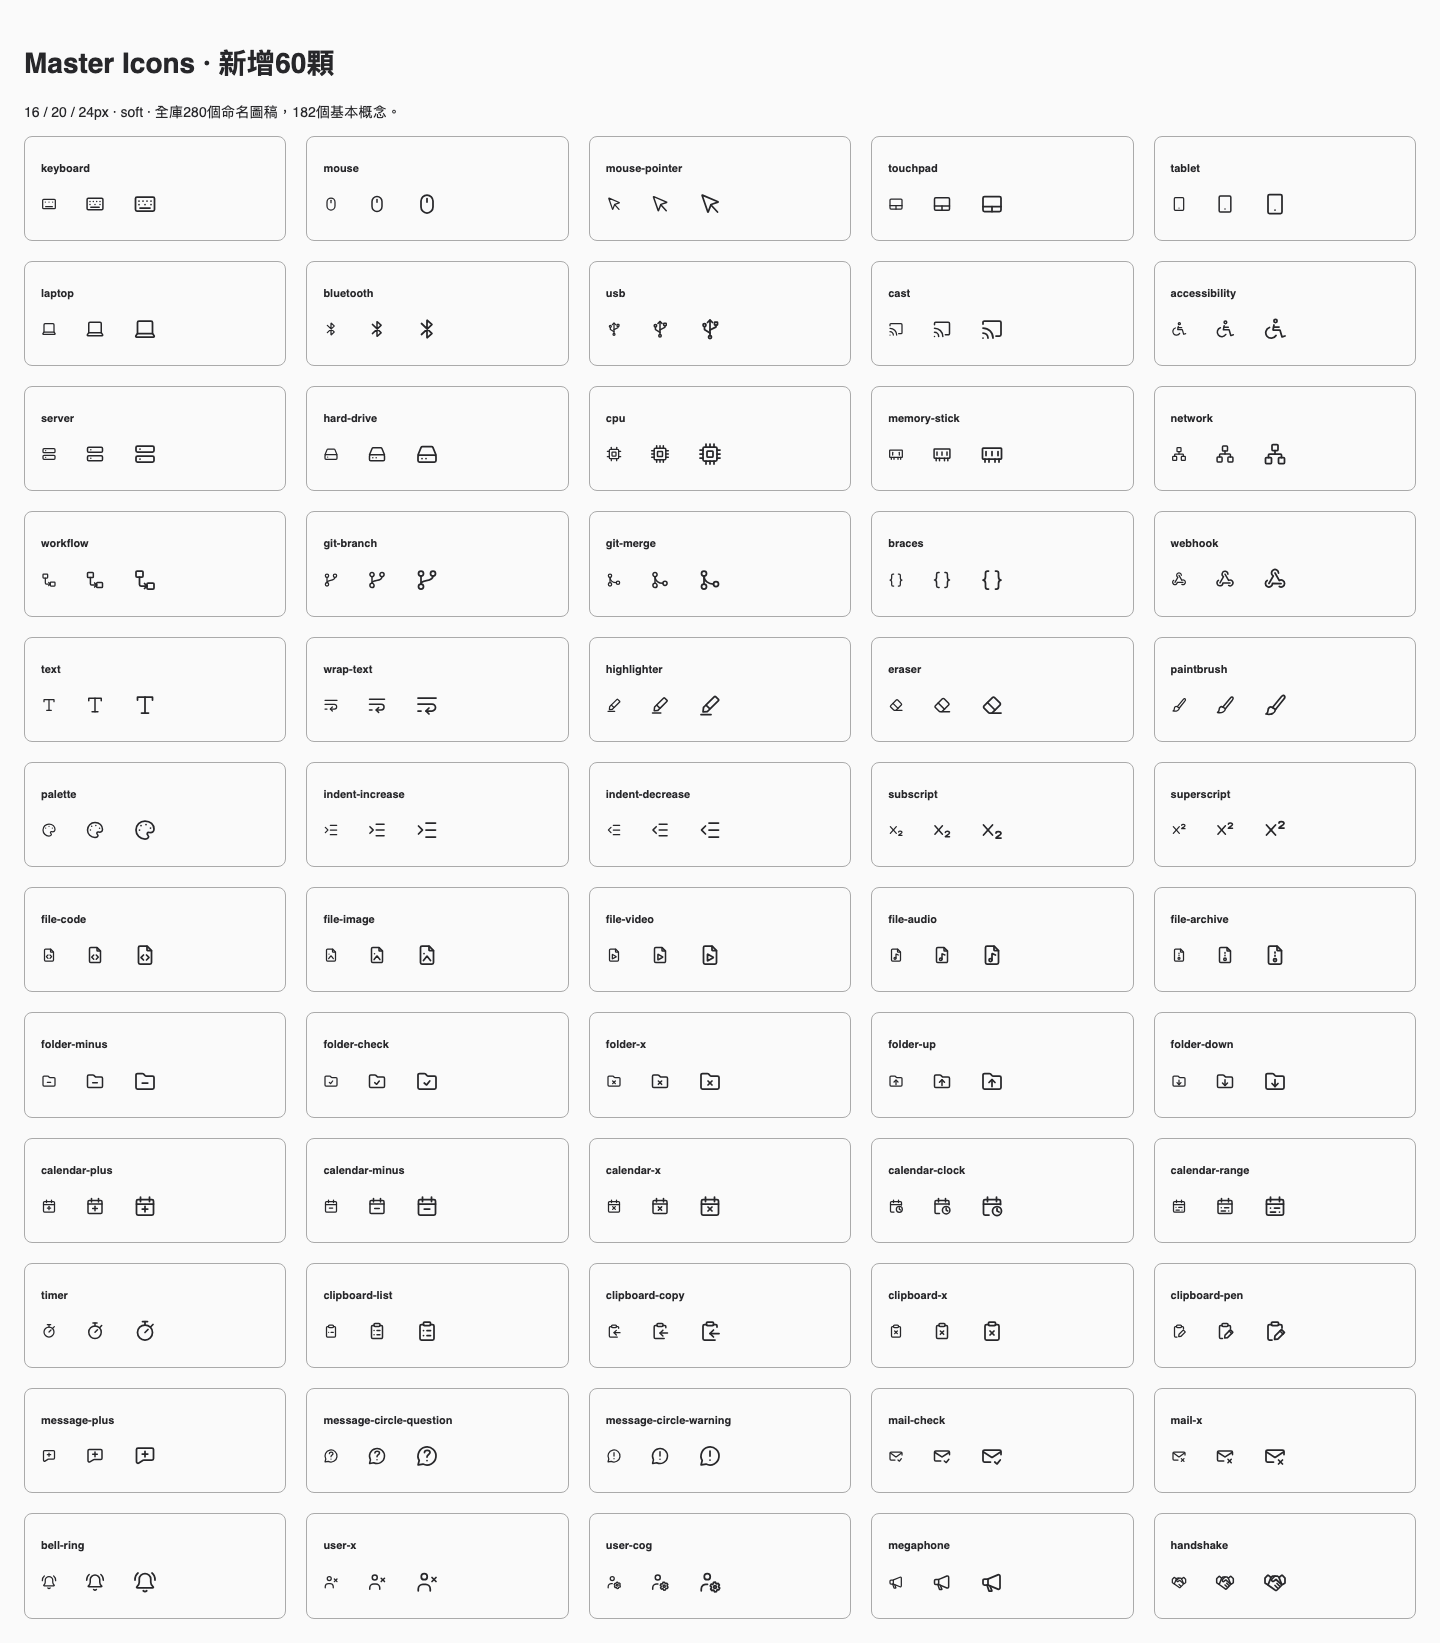 Master Icons · 新增60顆
16 / 20 / 24px · soft · 全庫280個命名圖稿，182個基本概念。
keyboard mouse mouse-pointer touchpad tablet
laptop bluetooth usb cast accessibility
server hard-drive cpu memory-stick network
workflow git-branch git-merge braces webhook
text wrap-text highlighter eraser paintbrush
palette indent-increase indent-decrease subscript superscript
file-code file-image file-video file-audio file-archive
folder-minus folder-check folder-x folder-up folder-down
calendar-plus calendar-minus calendar-x calendar-clock calendar-range
timer clipboard-list clipboard-copy clipboard-x clipboard-pen
message-plus message-circle-question message-circle-warning mail-check mail-x
bell-ring user-x user-cog megaphone handshake